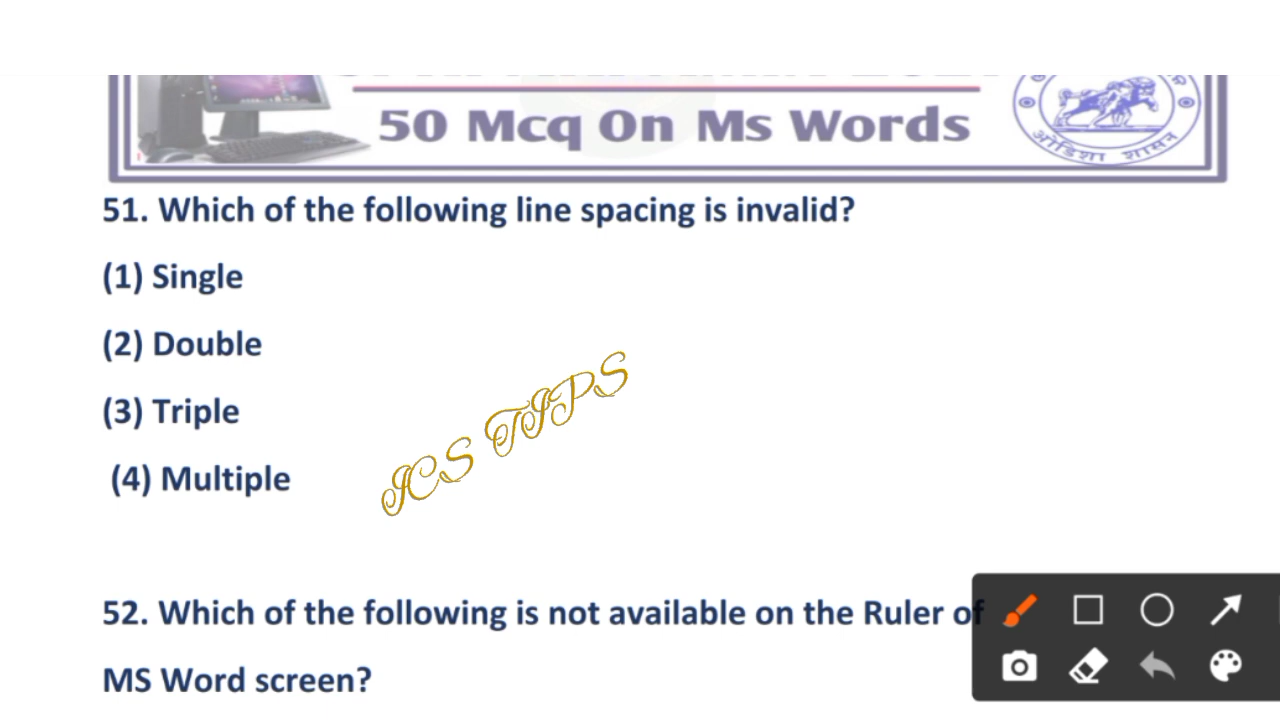 50 Mcq On Ms Words
ଓଡିଶା शासन
51. Which of the following line spacing is invalid?
(1) Single
(2) Double
(3) Triple
(4) Multiple
ICS TIPS
52. Which of the following is not available on the Ruler of
MS Word screen?